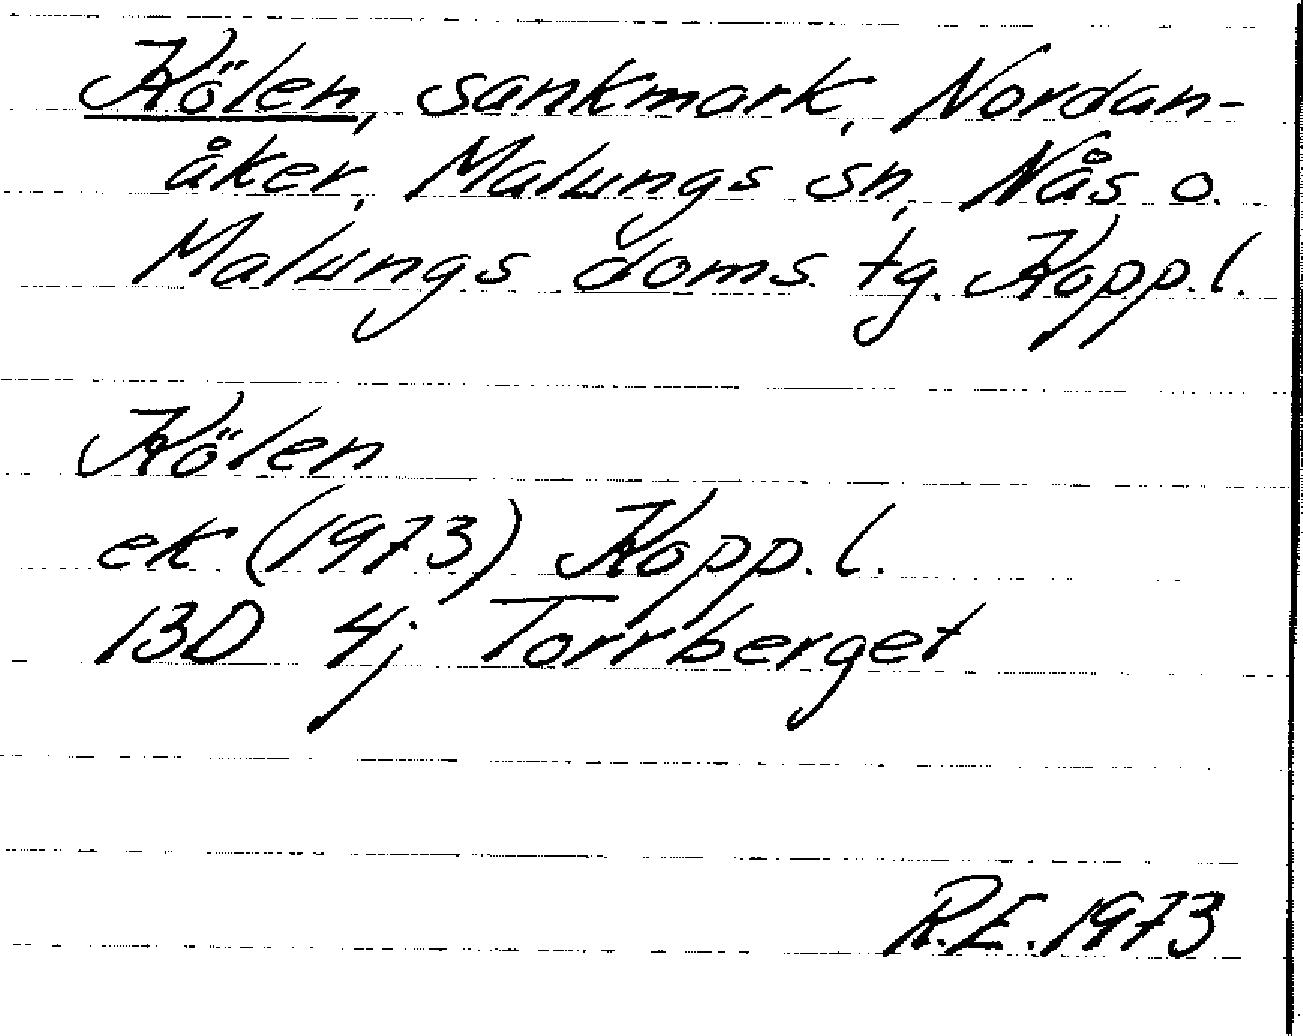 Kölen, sankmark, Nordan-
åker, Malungs sn, Nås o.
Malungs doms. tg. Kopp. l.
Kölen
ek (1973) Kopp. l.
13D 4j Torrberget
R.E. 1973